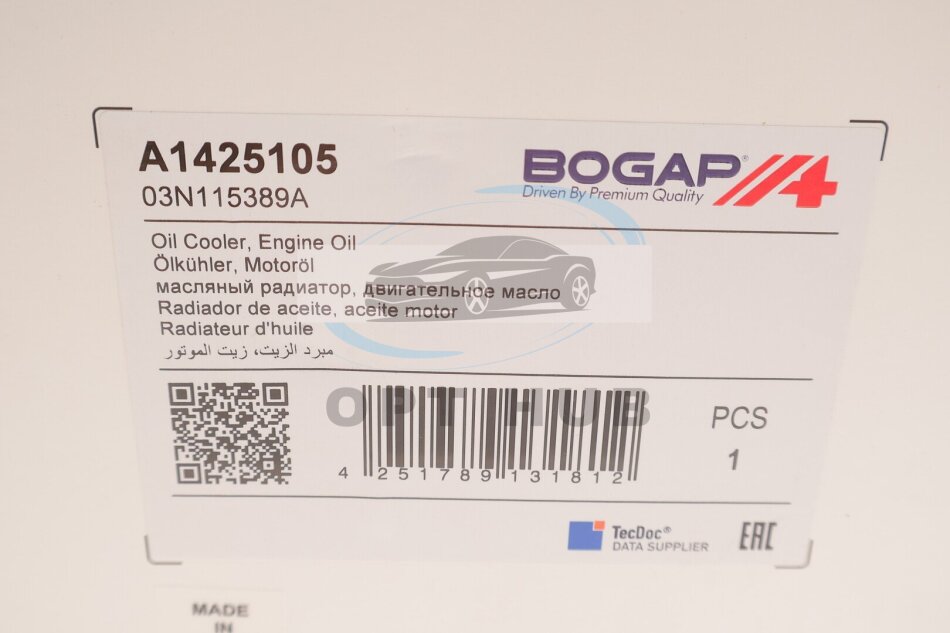 A1425105
03N115389A
BOGAP®
Driven By Premium Quality
Oil Cooler, Engine Oil
Ölkühler, Motoröl
масляный радиатор, двигательное масло
Radiador de aceite, aceite motor
Radiateur d'huile
مبرد الزيت، زيت الموتور
OPT HUB
4 251789 131812
PCS
1
TecDoc®
DATA SUPPLIER
EAC
MADE
IN